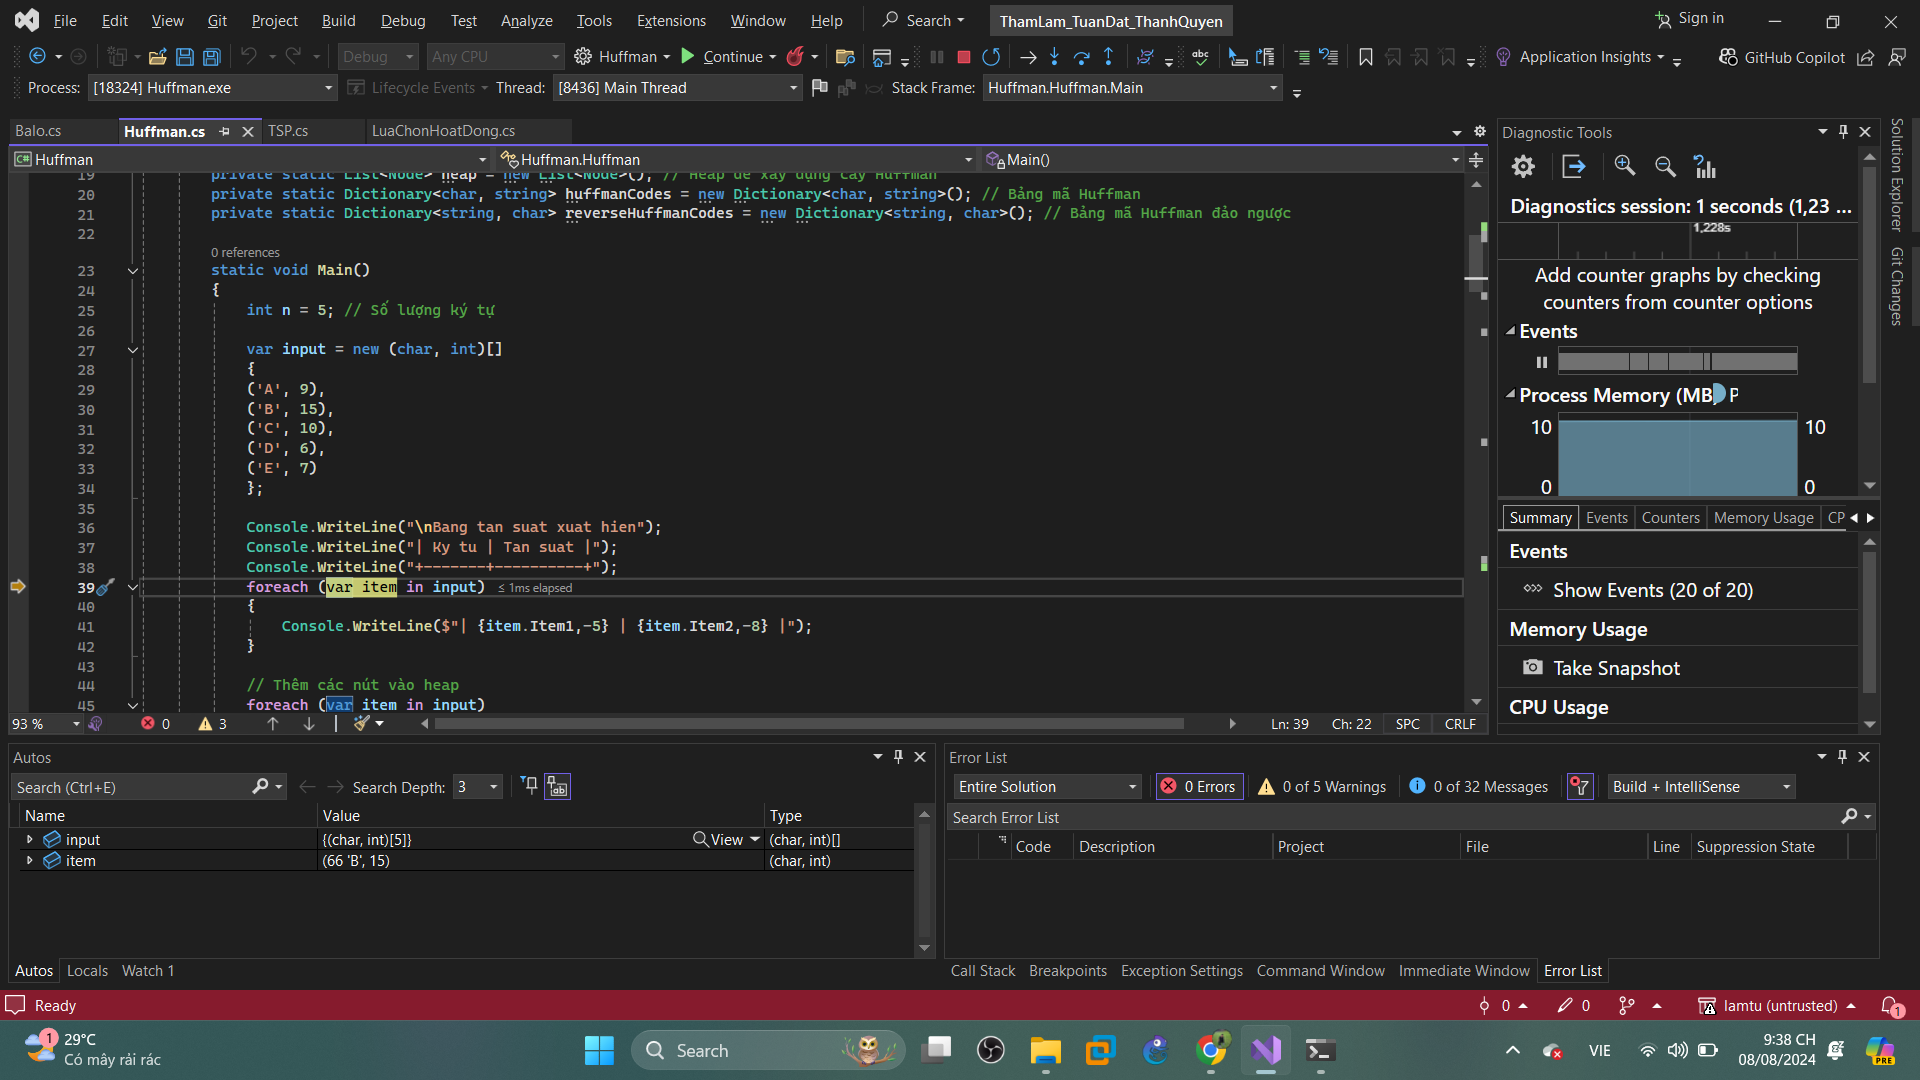 File Edit View Git Project Build Debug Test Analyze Tools Extensions Window Help Search ThamLam_TuanDat_ThanhQuyen Sign in
Debug Any CPU Huffman Continue Application Insights GitHub Copilot
Process: [18324] Huffman.exe Lifecycle Events Thread: [8436] Main Thread Stack Frame: Huffman.Huffman.Main
Balo.cs Huffman.cs TSP.cs LuaChonHoatDong.cs
C# Huffman Huffman.Huffman Main()
19 private static List<Node> heap = new List<Node>(); // Heap để xây dựng cây Huffman
20 private static Dictionary<char, string> huffmanCodes = new Dictionary<char, string>(); // Bảng mã Huffman
21 private static Dictionary<string, char> reverseHuffmanCodes = new Dictionary<string, char>(); // Bảng mã Huffman đảo ngược
22
0 references
23 static void Main()
24 {
25 int n = 5; // Số lượng ký tự
26
27 var input = new (char, int)[]
28 {
29 ('A', 9),
30 ('B', 15),
31 ('C', 10),
32 ('D', 6),
33 ('E', 7)
34 };
35
36 Console.WriteLine("\nBang tan suat xuat hien");
37 Console.WriteLine("| Ky tu | Tan suat |");
38 Console.WriteLine("+-------+----------+");
39 foreach (var item in input) ≤ 1ms elapsed
40 {
41 Console.WriteLine($"| {item.Item1,-5} | {item.Item2,-8} |");
42 }
43
44 // Thêm các nút vào heap
45 foreach (var item in input)
93 % 0 3 Ln: 39 Ch: 22 SPC CRLF
Diagnostic Tools
Diagnostics session: 1 seconds (1,23 ...
1,228s
Add counter graphs by checking
counters from counter options
Events
Process Memory (MB) P
10 10
0 0
Summary Events Counters Memory Usage CP
Events
Show Events (20 of 20)
Memory Usage
Take Snapshot
CPU Usage
Solution Explorer
Git Changes
Autos
Search (Ctrl+E) Search Depth: 3
Name Value Type
input {(char, int)[5]} View (char, int)[]
item (66 'B', 15) (char, int)
Autos Locals Watch 1
Error List
Entire Solution 0 Errors 0 of 5 Warnings 0 of 32 Messages Build + IntelliSense
Search Error List
Code Description Project File Line Suppression State
Call Stack Breakpoints Exception Settings Command Window Immediate Window Error List
Ready 0 0 lamtu (untrusted) 1
1 29°C
Có mây rải rác
Search
VIE
9:38 CH
08/08/2024
PRE